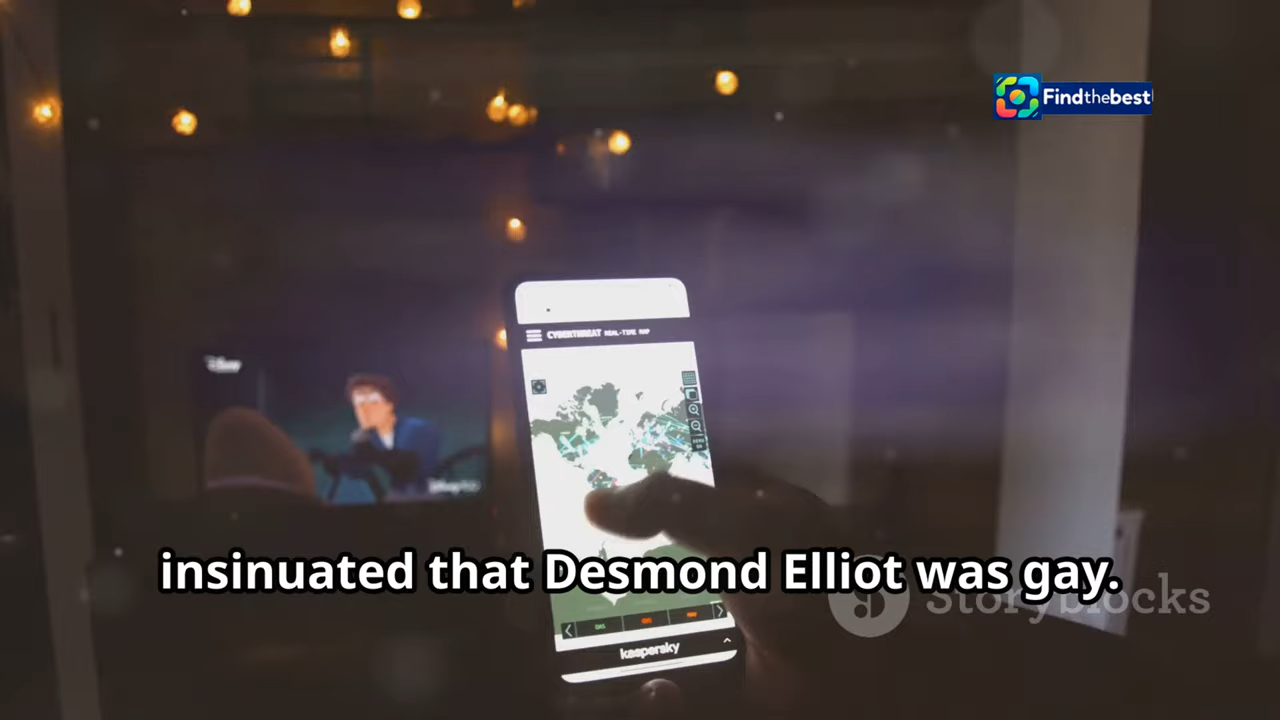 Findthebest
CYBERTHREAT REAL-TIME MAP
insinuated that Desmond Elliot was gay.
Storyblocks
kaspersky